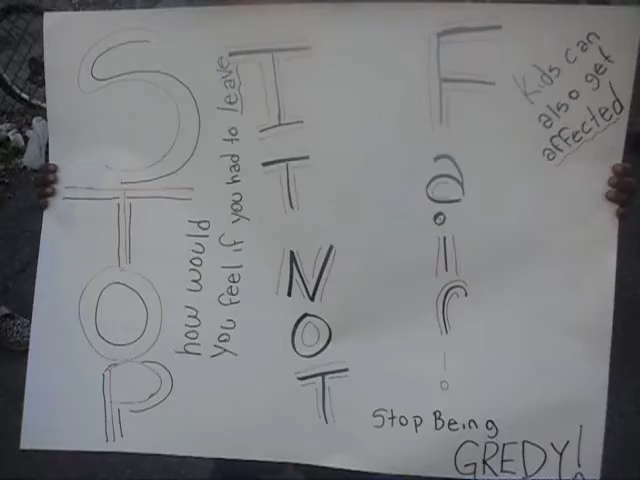 STOP
how would
you feel if you had to leave
IT NOT
Fair!
Kids can
also get
affected
Stop Being
GREDY!